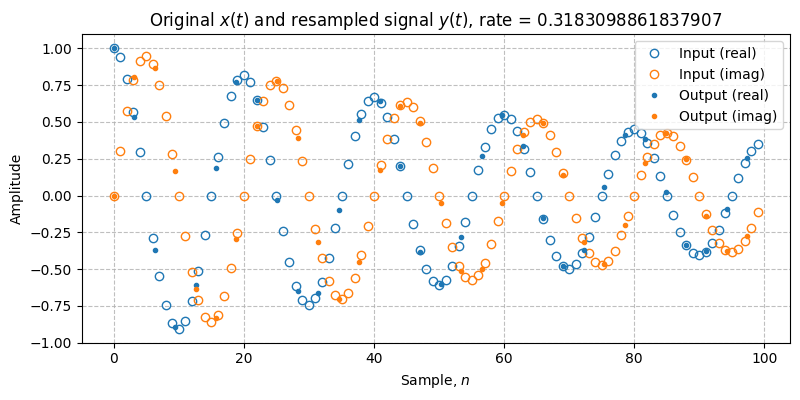 Original x(t) and resampled signal y(t), rate = 0.3183098861837907
Amplitude
1.00
0.75
0.50
0.25
0.00
−0.25
−0.50
−0.75
−1.00
Input (real)
Input (imag)
Output (real)
Output (imag)
0 20 40 60 80 100
Sample, n